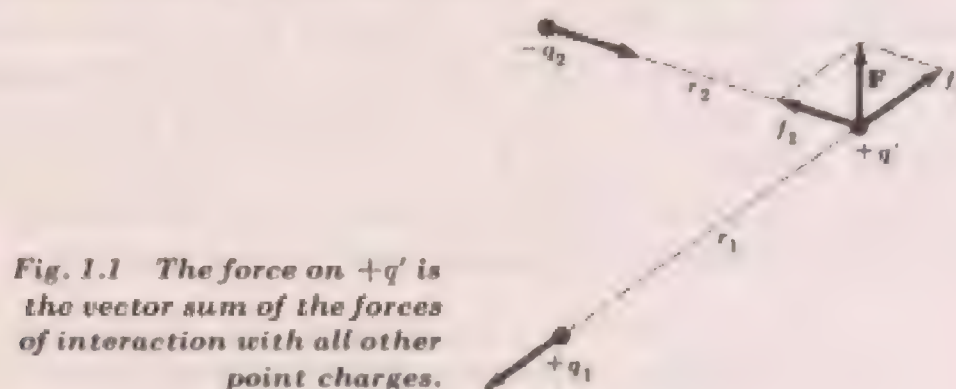 − q₂
r₂
F
f
+ q'
r₁
Fig. 1.1 The force on +q' is
the vector sum of the forces
of interaction with all other
point charges.
+ q₁